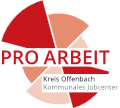 PRO ARBEIT
Kreis Offenbach
Kommunales Jobcenter